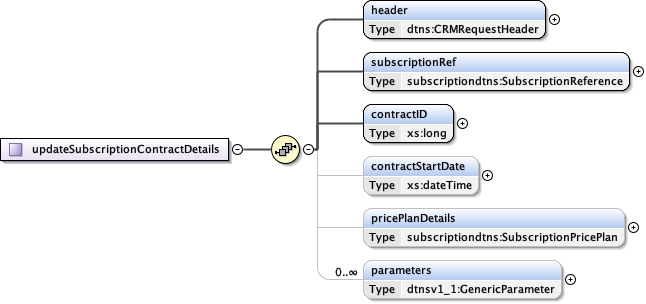 header
Type dtns:CRMRequestHeader
subscriptionRef
Type subscriptiondtns:SubscriptionReference
contractID
Type xs:long
updateSubscriptionContractDetails
contractStartDate
Type xs:dateTime
pricePlanDetails
Type subscriptiondtns:SubscriptionPricePlan
0..∞
parameters
Type dtnsv1_1:GenericParameter